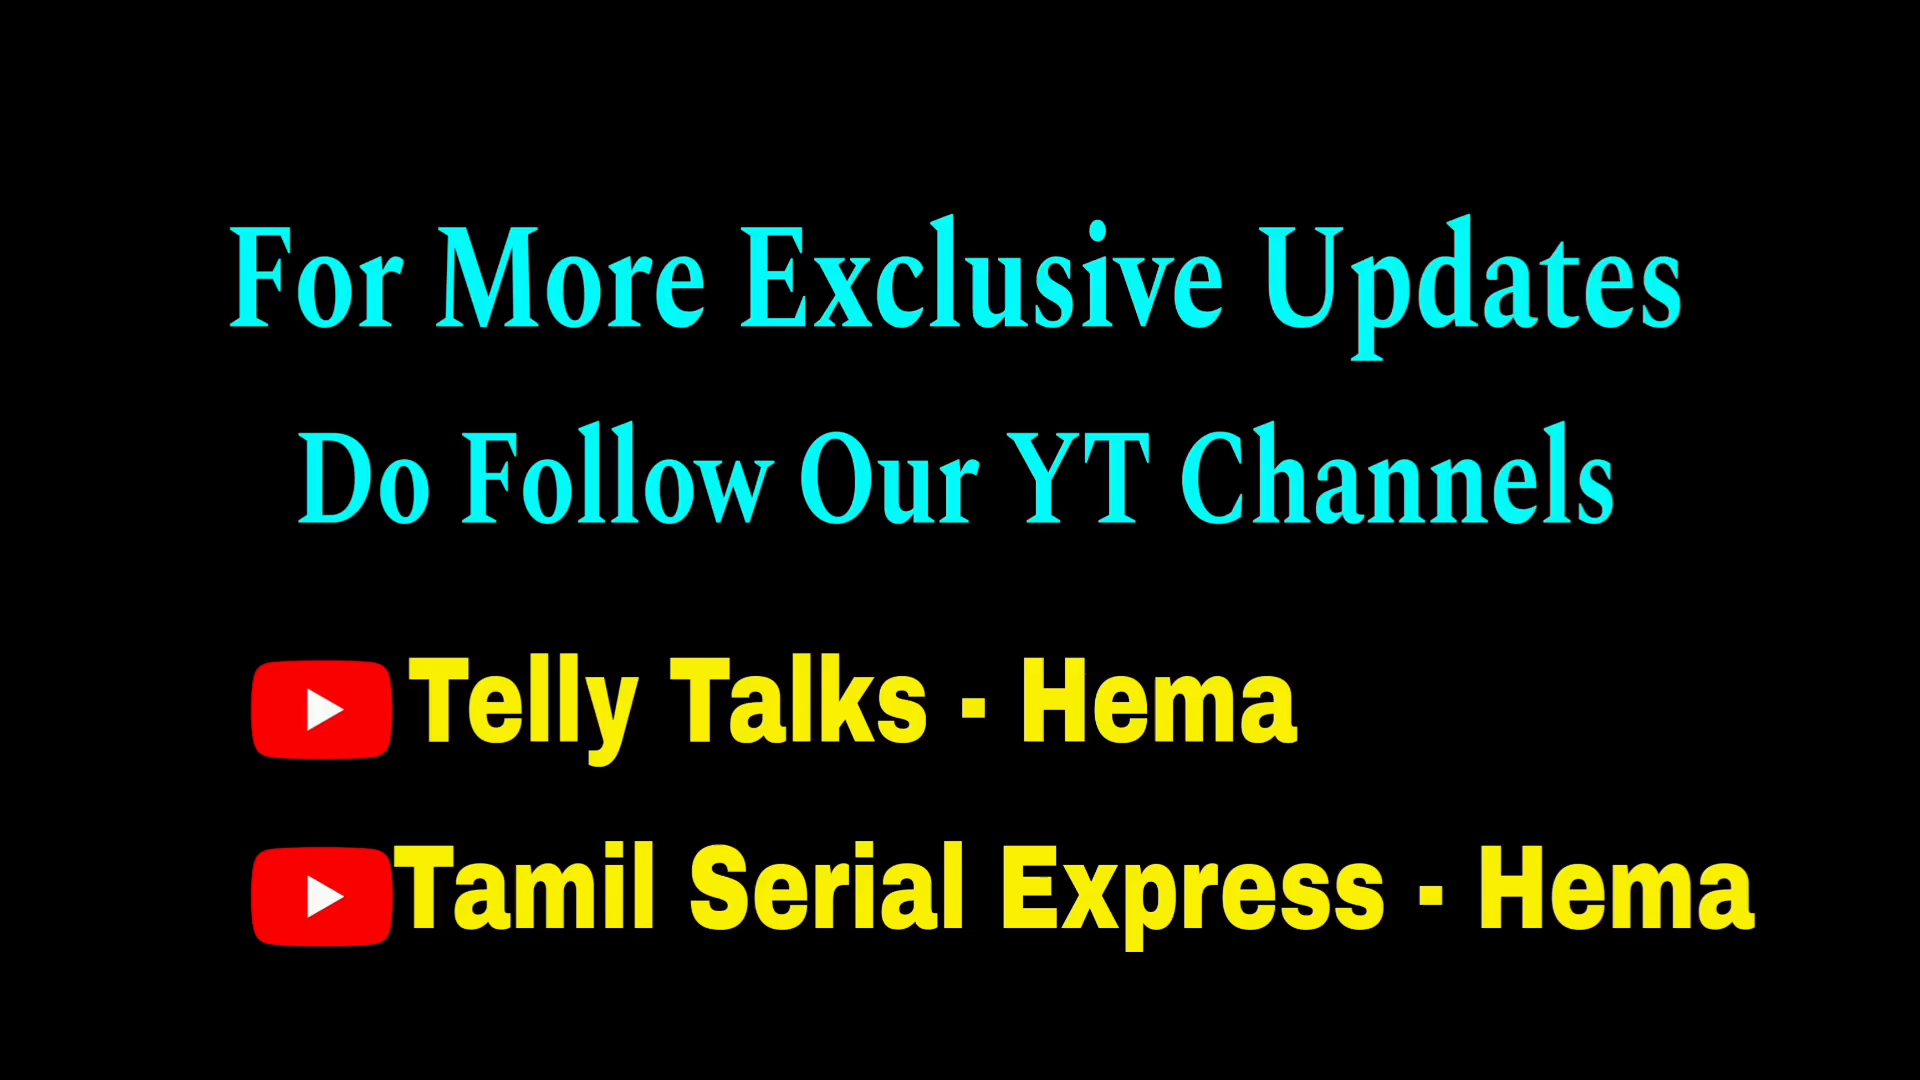 For More Exclusive Updates
Do Follow Our YT Channels
Telly Talks - Hema
Tamil Serial Express - Hema